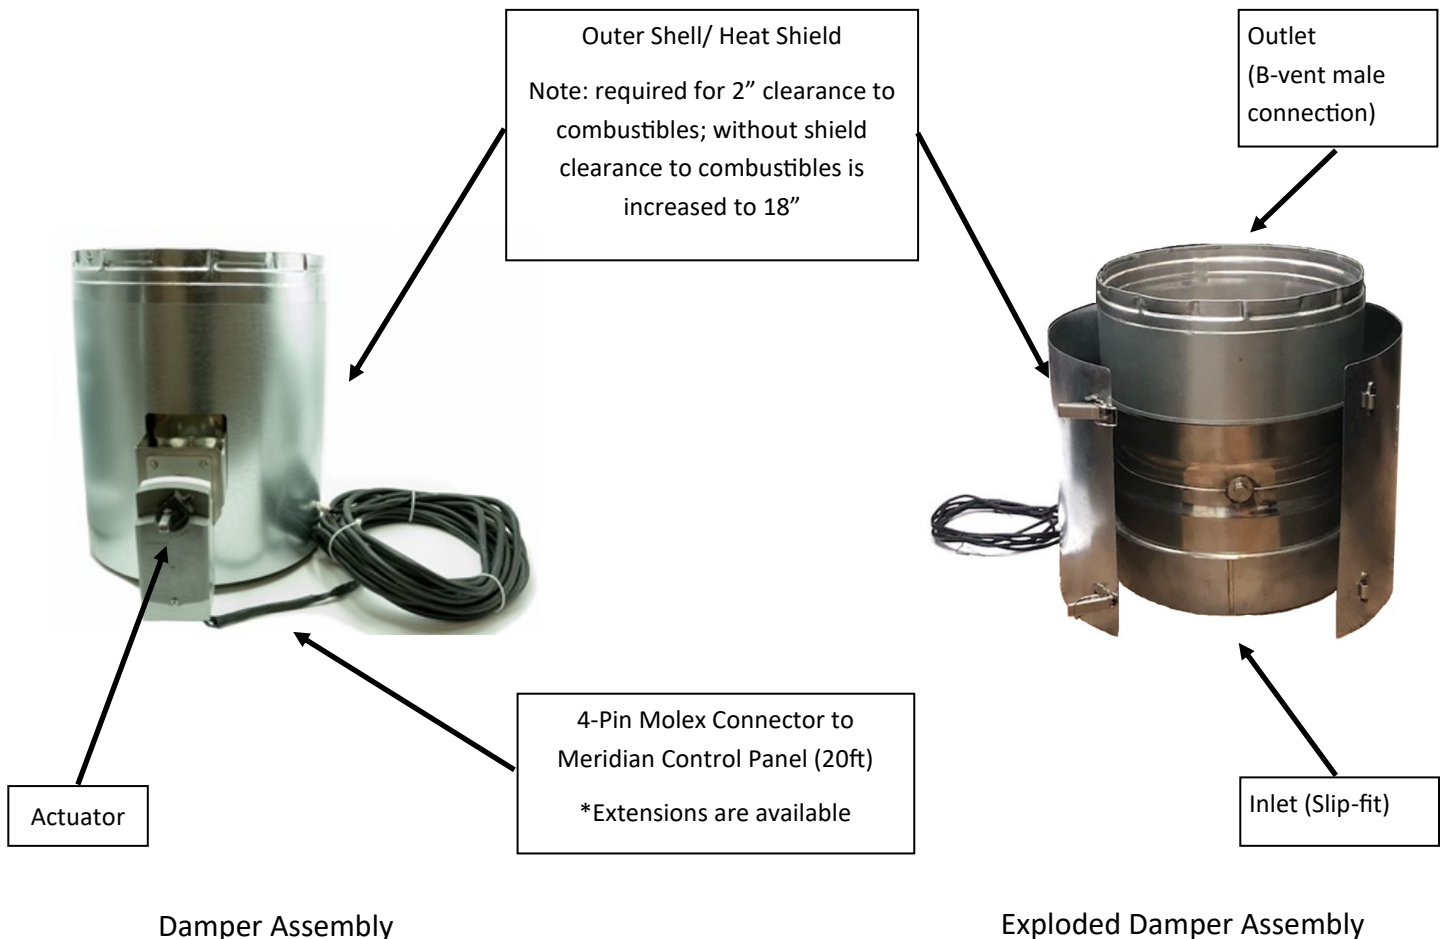 Outer Shell/ Heat Shield
Note: required for 2” clearance to
combustibles; without shield
clearance to combustibles is
increased to 18”
Outlet
(B-vent male
connection)
4-Pin Molex Connector to
Meridian Control Panel (20ft)
*Extensions are available
Actuator
Inlet (Slip-fit)
Damper Assembly
Exploded Damper Assembly